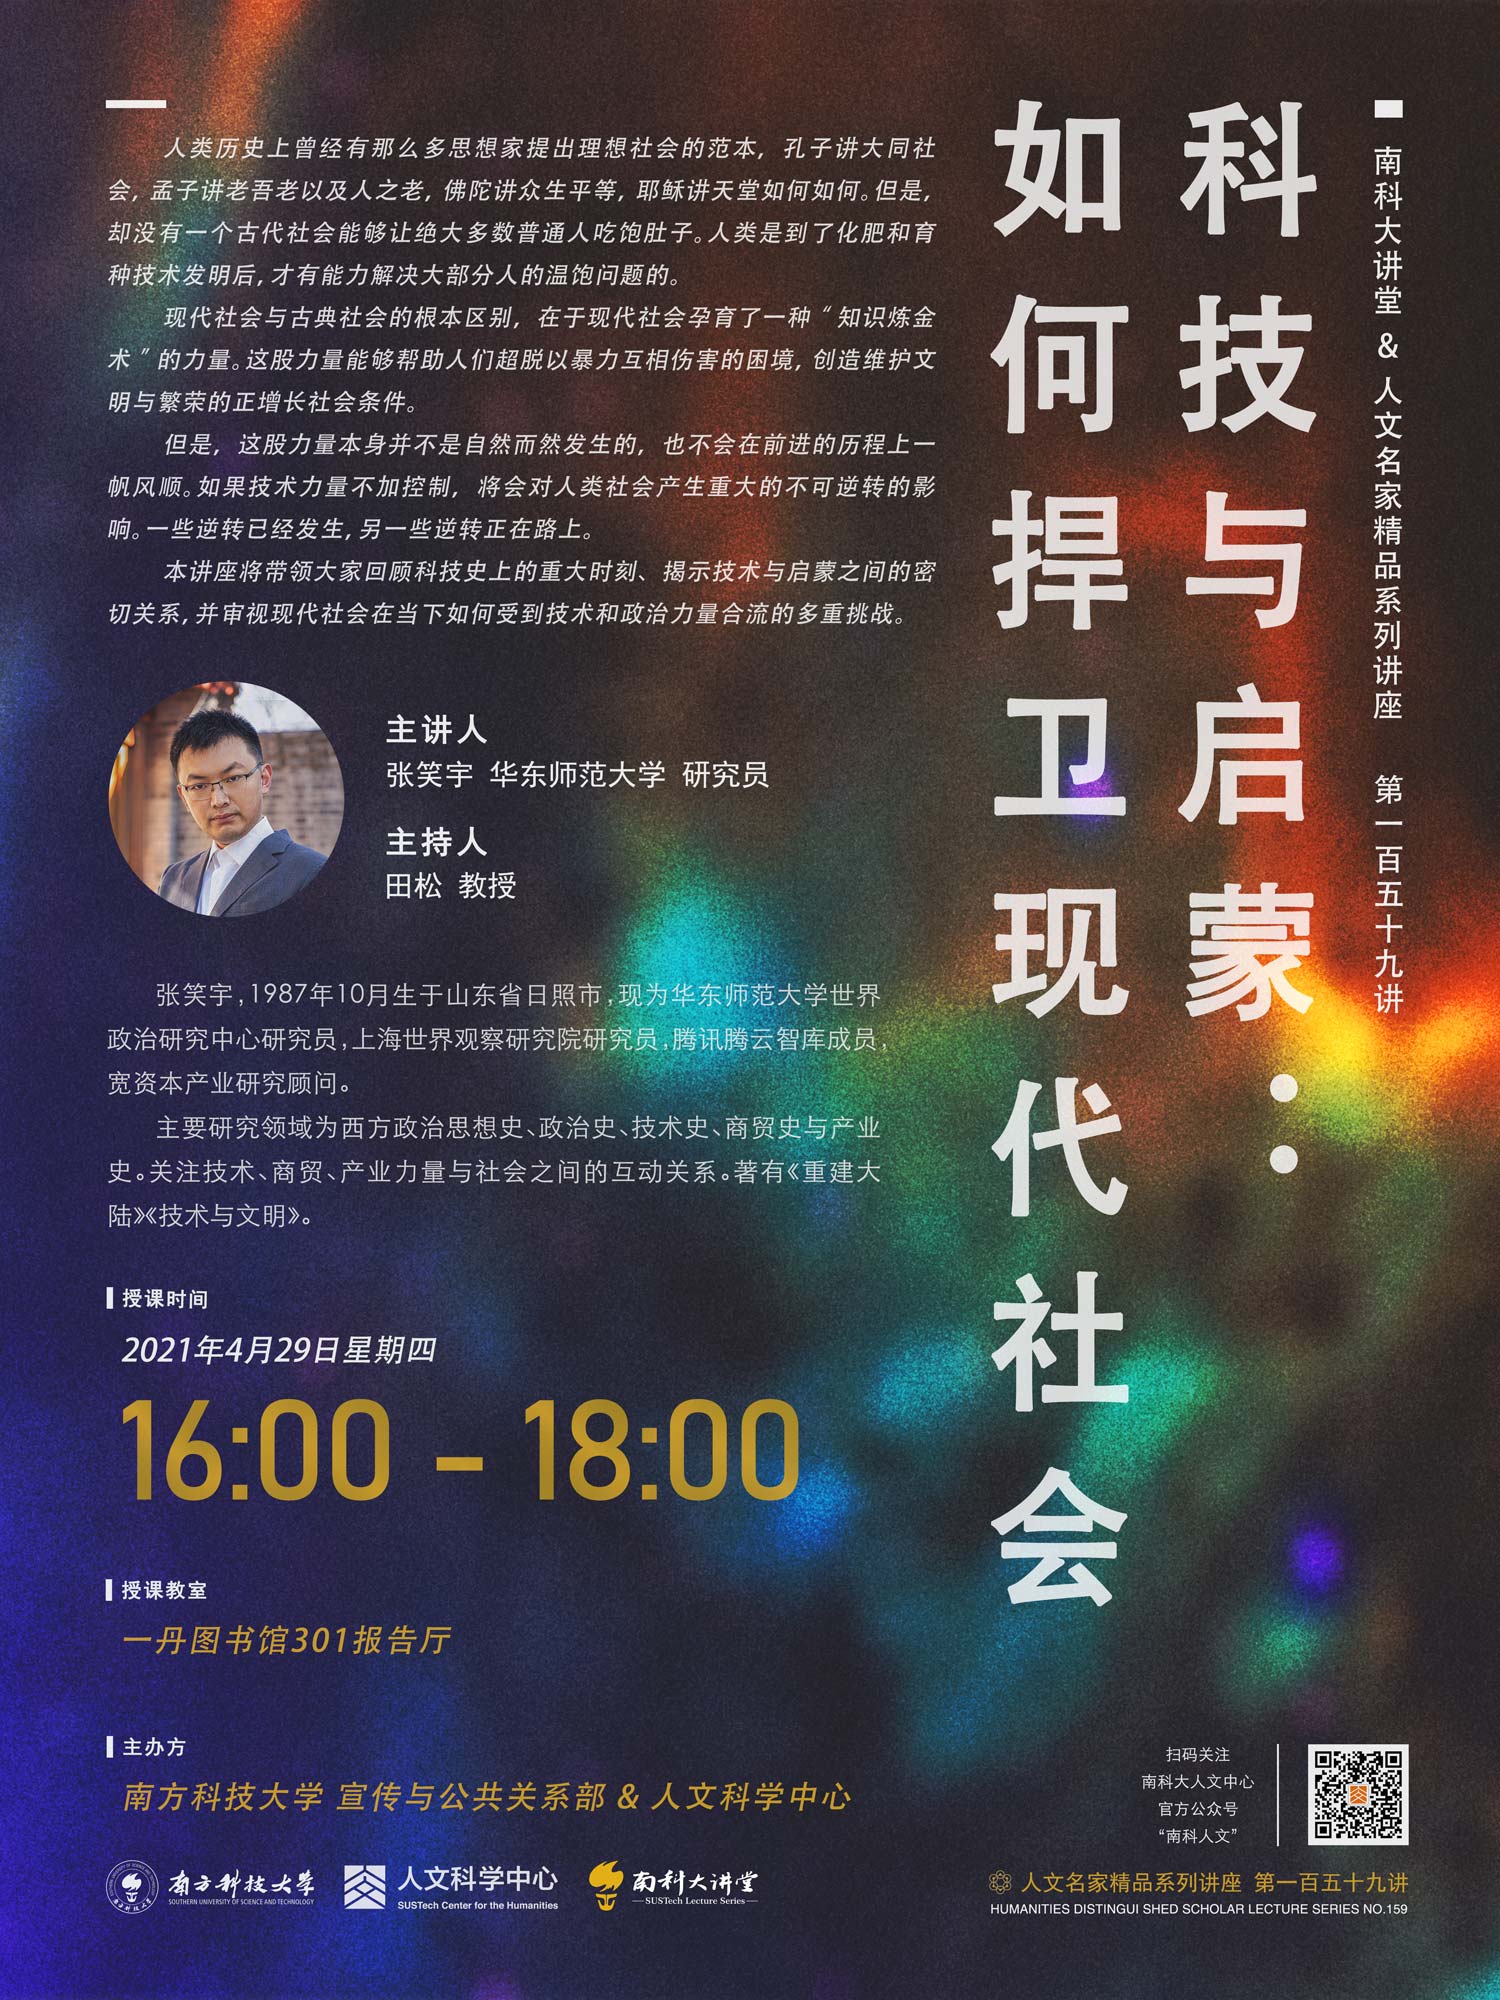 南科大讲堂 & 人文名家精品系列讲座 第一百五十九讲
科技与启蒙：
如何捍卫现代社会
人类历史上曾经有那么多思想家提出理想社会的范本，孔子讲大同社
会，孟子讲老吾老以及人之老，佛陀讲众生平等，耶稣讲天堂如何如何。但是，
却没有一个古代社会能够让绝大多数普通人吃饱肚子。人类是到了化肥和育
种技术发明后，才有能力解决大部分人的温饱问题的。
现代社会与古典社会的根本区别，在于现代社会孕育了一种“知识炼金
术”的力量。这股力量能够帮助人们超脱以暴力互相伤害的困境，创造维护文
明与繁荣的正增长社会条件。
但是，这股力量本身并不是自然而然发生的，也不会在前进的历程上一
帆风顺。如果技术力量不加控制，将会对人类社会产生重大的不可逆转的影
响。一些逆转已经发生，另一些逆转正在路上。
本讲座将带领大家回顾科技史上的重大时刻、揭示技术与启蒙之间的密
切关系，并审视现代社会在当下如何受到技术和政治力量合流的多重挑战。
主讲人
张笑宇 华东师范大学 研究员
主持人
田松 教授
张笑宇，1987年10月生于山东省日照市，现为华东师范大学世界
政治研究中心研究员，上海世界观察研究院研究员，腾讯腾云智库成员，
宽资本产业研究顾问。
主要研究领域为西方政治思想史、政治史、技术史、商贸史与产业
史。关注技术、商贸、产业力量与社会之间的互动关系。著有《重建大
陆》《技术与文明》。
授课时间
2021年4月29日星期四
16:00 - 18:00
授课教室
一丹图书馆301报告厅
主办方
南方科技大学 宣传与公共关系部 & 人文科学中心
扫码关注
南科大人文中心
官方公众号
“南科人文”
南方科技大学
SOUTHERN UNIVERSITY OF SCIENCE AND TECHNOLOGY
人文科学中心
SUSTech Center for the Humanities
南科大讲堂
SUSTech Lecture Series
人文名家精品系列讲座 第一百五十九讲
HUMANITIES DISTINGUI SHED SCHOLAR LECTURE SERIES NO.159